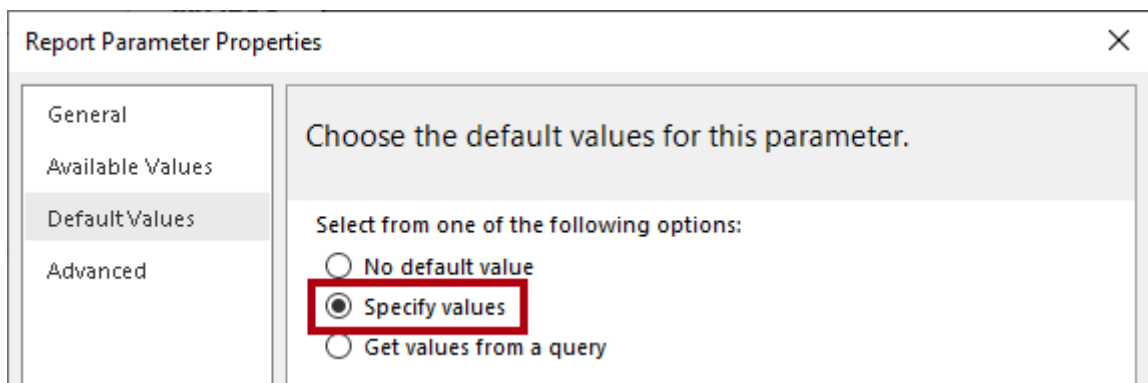 Report Parameter Properties
General
Available Values
Default Values
Advanced
Choose the default values for this parameter.
Select from one of the following options:
No default value
Specify values
Get values from a query